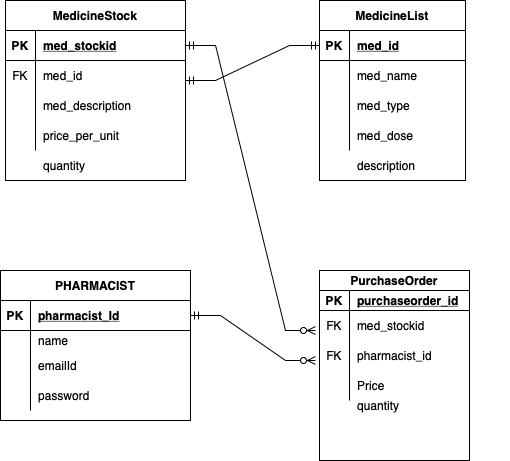 MedicineStock
PK med_stockid
FK med_id
med_description
price_per_unit
quantity
MedicineList
PK med_id
med_name
med_type
med_dose
description
PHARMACIST
PK pharmacist_Id
name
emailId
password
PurchaseOrder
PK purchaseorder_id
FK med_stockid
FK pharmacist_id
Price
quantity